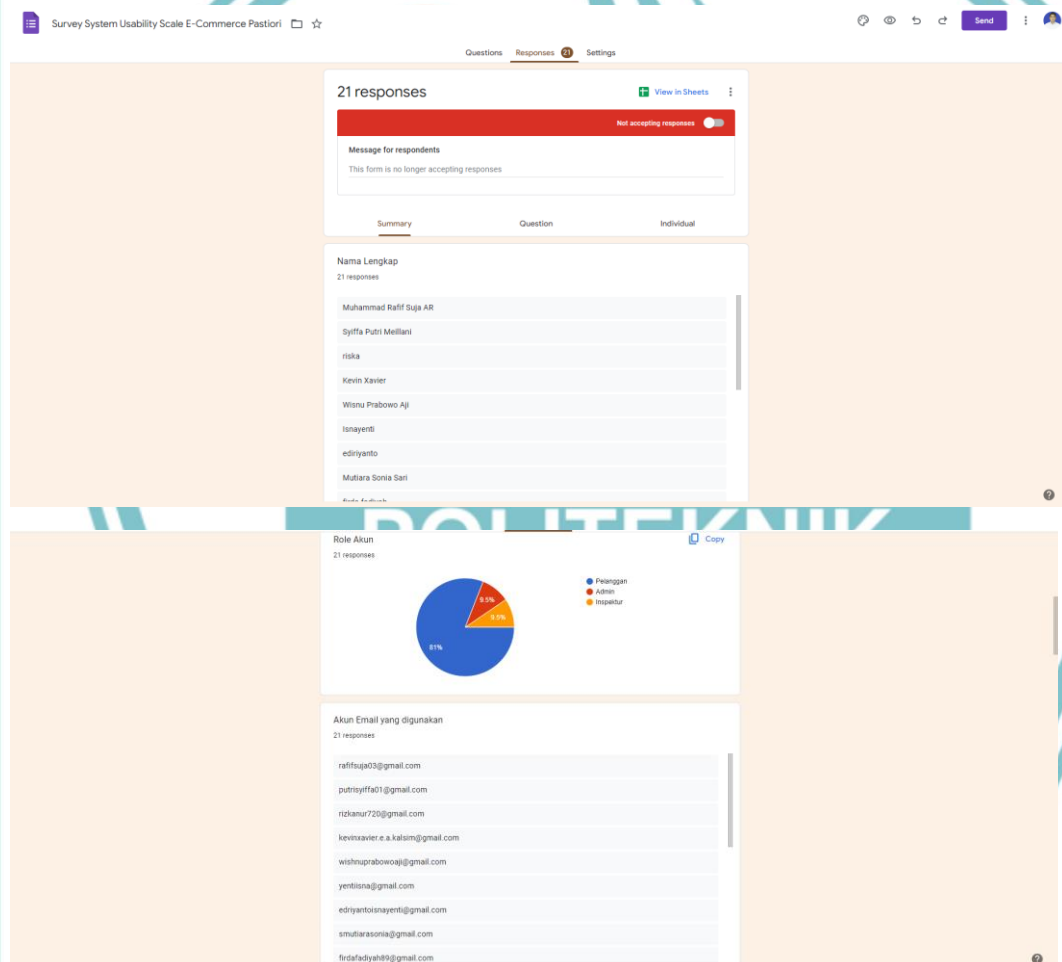 Survey System Usability Scale E-Commerce Pastiori
Send
Questions Responses 21 Settings
21 responses
View in Sheets
Not accepting responses
Message for respondents
This form is no longer accepting responses
Summary Question Individual
Nama Lengkap
21 responses
Muhammad Rafif Suja AR
Syiffa Putri Meillani
riska
Kevin Xavier
Wisnu Prabowo Aji
Isnayenti
ediriyanto
Mutiara Sonia Sari
firda fadiyah
POLITEKNIK
Role Akun
Copy
21 responses
Pelanggan
Admin
Inspektur
9.5%
9.5%
81%
Akun Email yang digunakan
21 responses
rafifsuja03@gmail.com
putrisyiffa01@gmail.com
rizkanur720@gmail.com
kevinxavier.e.a.kalsim@gmail.com
wishnuprabowoaji@gmail.com
yentiisna@gmail.com
edriyantoisnayenti@gmail.com
smutiarasonia@gmail.com
firdafadiyah89@gmail.com